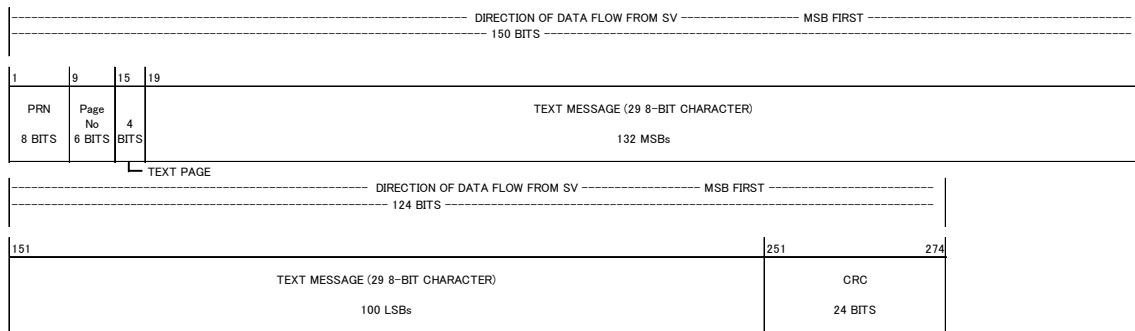 DIRECTION OF DATA FLOW FROM SV MSB FIRST
150 BITS
1 9 15 19
PRN Page TEXT MESSAGE (29 8-BIT CHARACTER)
No 4
8 BITS 6 BITS BITS 132 MSBs
TEXT PAGE
DIRECTION OF DATA FLOW FROM SV MSB FIRST
124 BITS
151 251 274
TEXT MESSAGE (29 8-BIT CHARACTER) CRC
100 LSBs 24 BITS